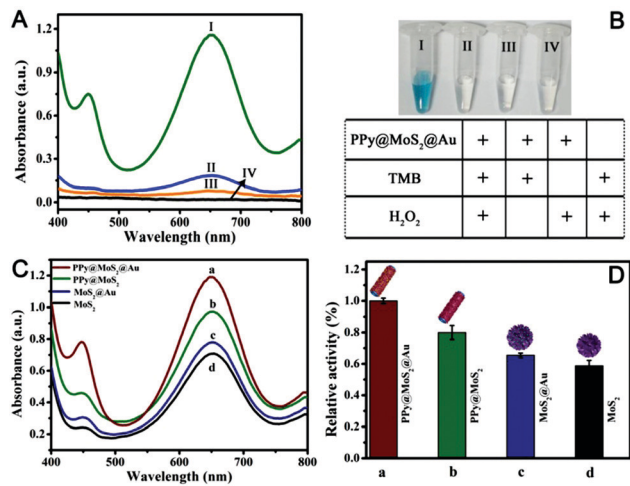 A
Absorbance (a.u.)
1.2
0.9
0.6
0.3
0.0
I
II
III
IV
400 500 600 700 800
Wavelength (nm)
B
I II III IV
PPy@MoS₂@Au + + +
TMB + + +
H₂O₂ + + +
C
Absorbance (a.u.)
1.2
1.0
0.8
0.6
0.4
0.2
PPy@MoS₂@Au
PPy@MoS₂
MoS₂@Au
MoS₂
a
b
c
d
400 500 600 700 800
Wavelength (nm)
D
Relative activity (%)
1.2
1.0
0.8
0.6
0.4
0.2
0.0
PPy@MoS₂@Au
PPy@MoS₂
MoS₂@Au
MoS₂
a b c d